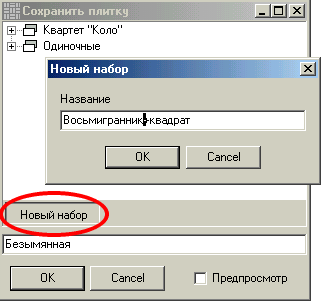 Сохранить плитку
Квартет "Коло"
Одиночные
Новый набор
Название
Восьмигранник-квадрат
OK
Cancel
Новый набор
Безымянная
OK
Cancel
Предпросмотр